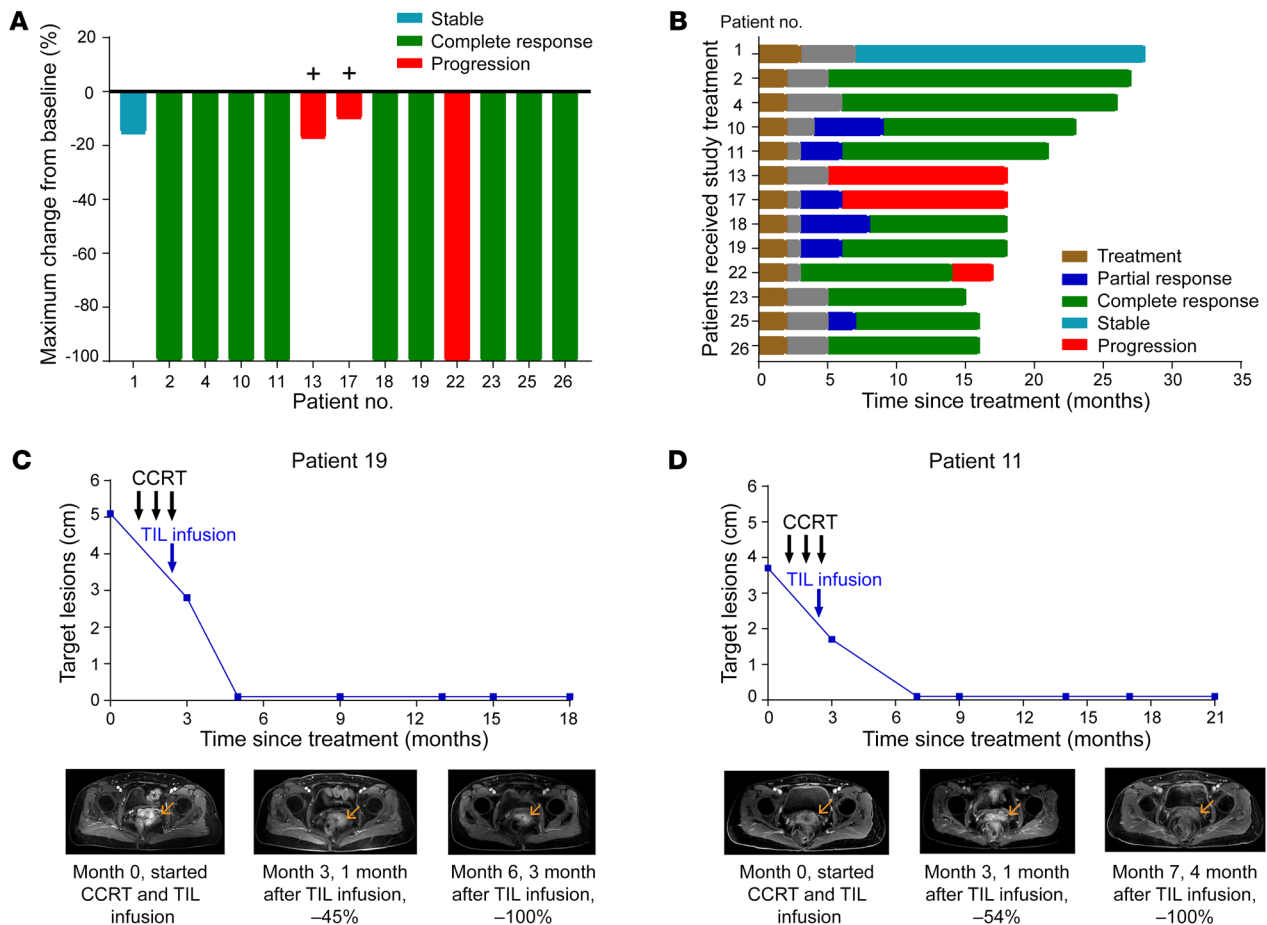 A
Stable
Complete response
Progression
Maximum change from baseline (%)
20
0
-20
-40
-60
-80
-100
+ +
1 2 4 10 11 13 17 18 19 22 23 25 26
Patient no.
B
Patient no.
Patients received study treatment
1
2
4
10
11
13
17
18
19
22
23
25
26
Treatment
Partial response
Complete response
Stable
Progression
0 5 10 15 20 25 30 35
Time since treatment (months)
C
Patient 19
Target lesions (cm)
6
5
4
3
2
1
0
CCRT
TIL infusion
0 3 6 9 12 15 18
Time since treatment (months)
Month 0, started
CCRT and TIL
infusion
Month 3, 1 month
after TIL infusion,
–45%
Month 6, 3 month
after TIL infusion,
–100%
D
Patient 11
Target lesions (cm)
6
5
4
3
2
1
0
CCRT
TIL infusion
0 3 6 9 12 15 18 21
Time since treatment (months)
Month 0, started
CCRT and TIL
infusion
Month 3, 1 month
after TIL infusion,
–54%
Month 7, 4 month
after TIL infusion,
–100%